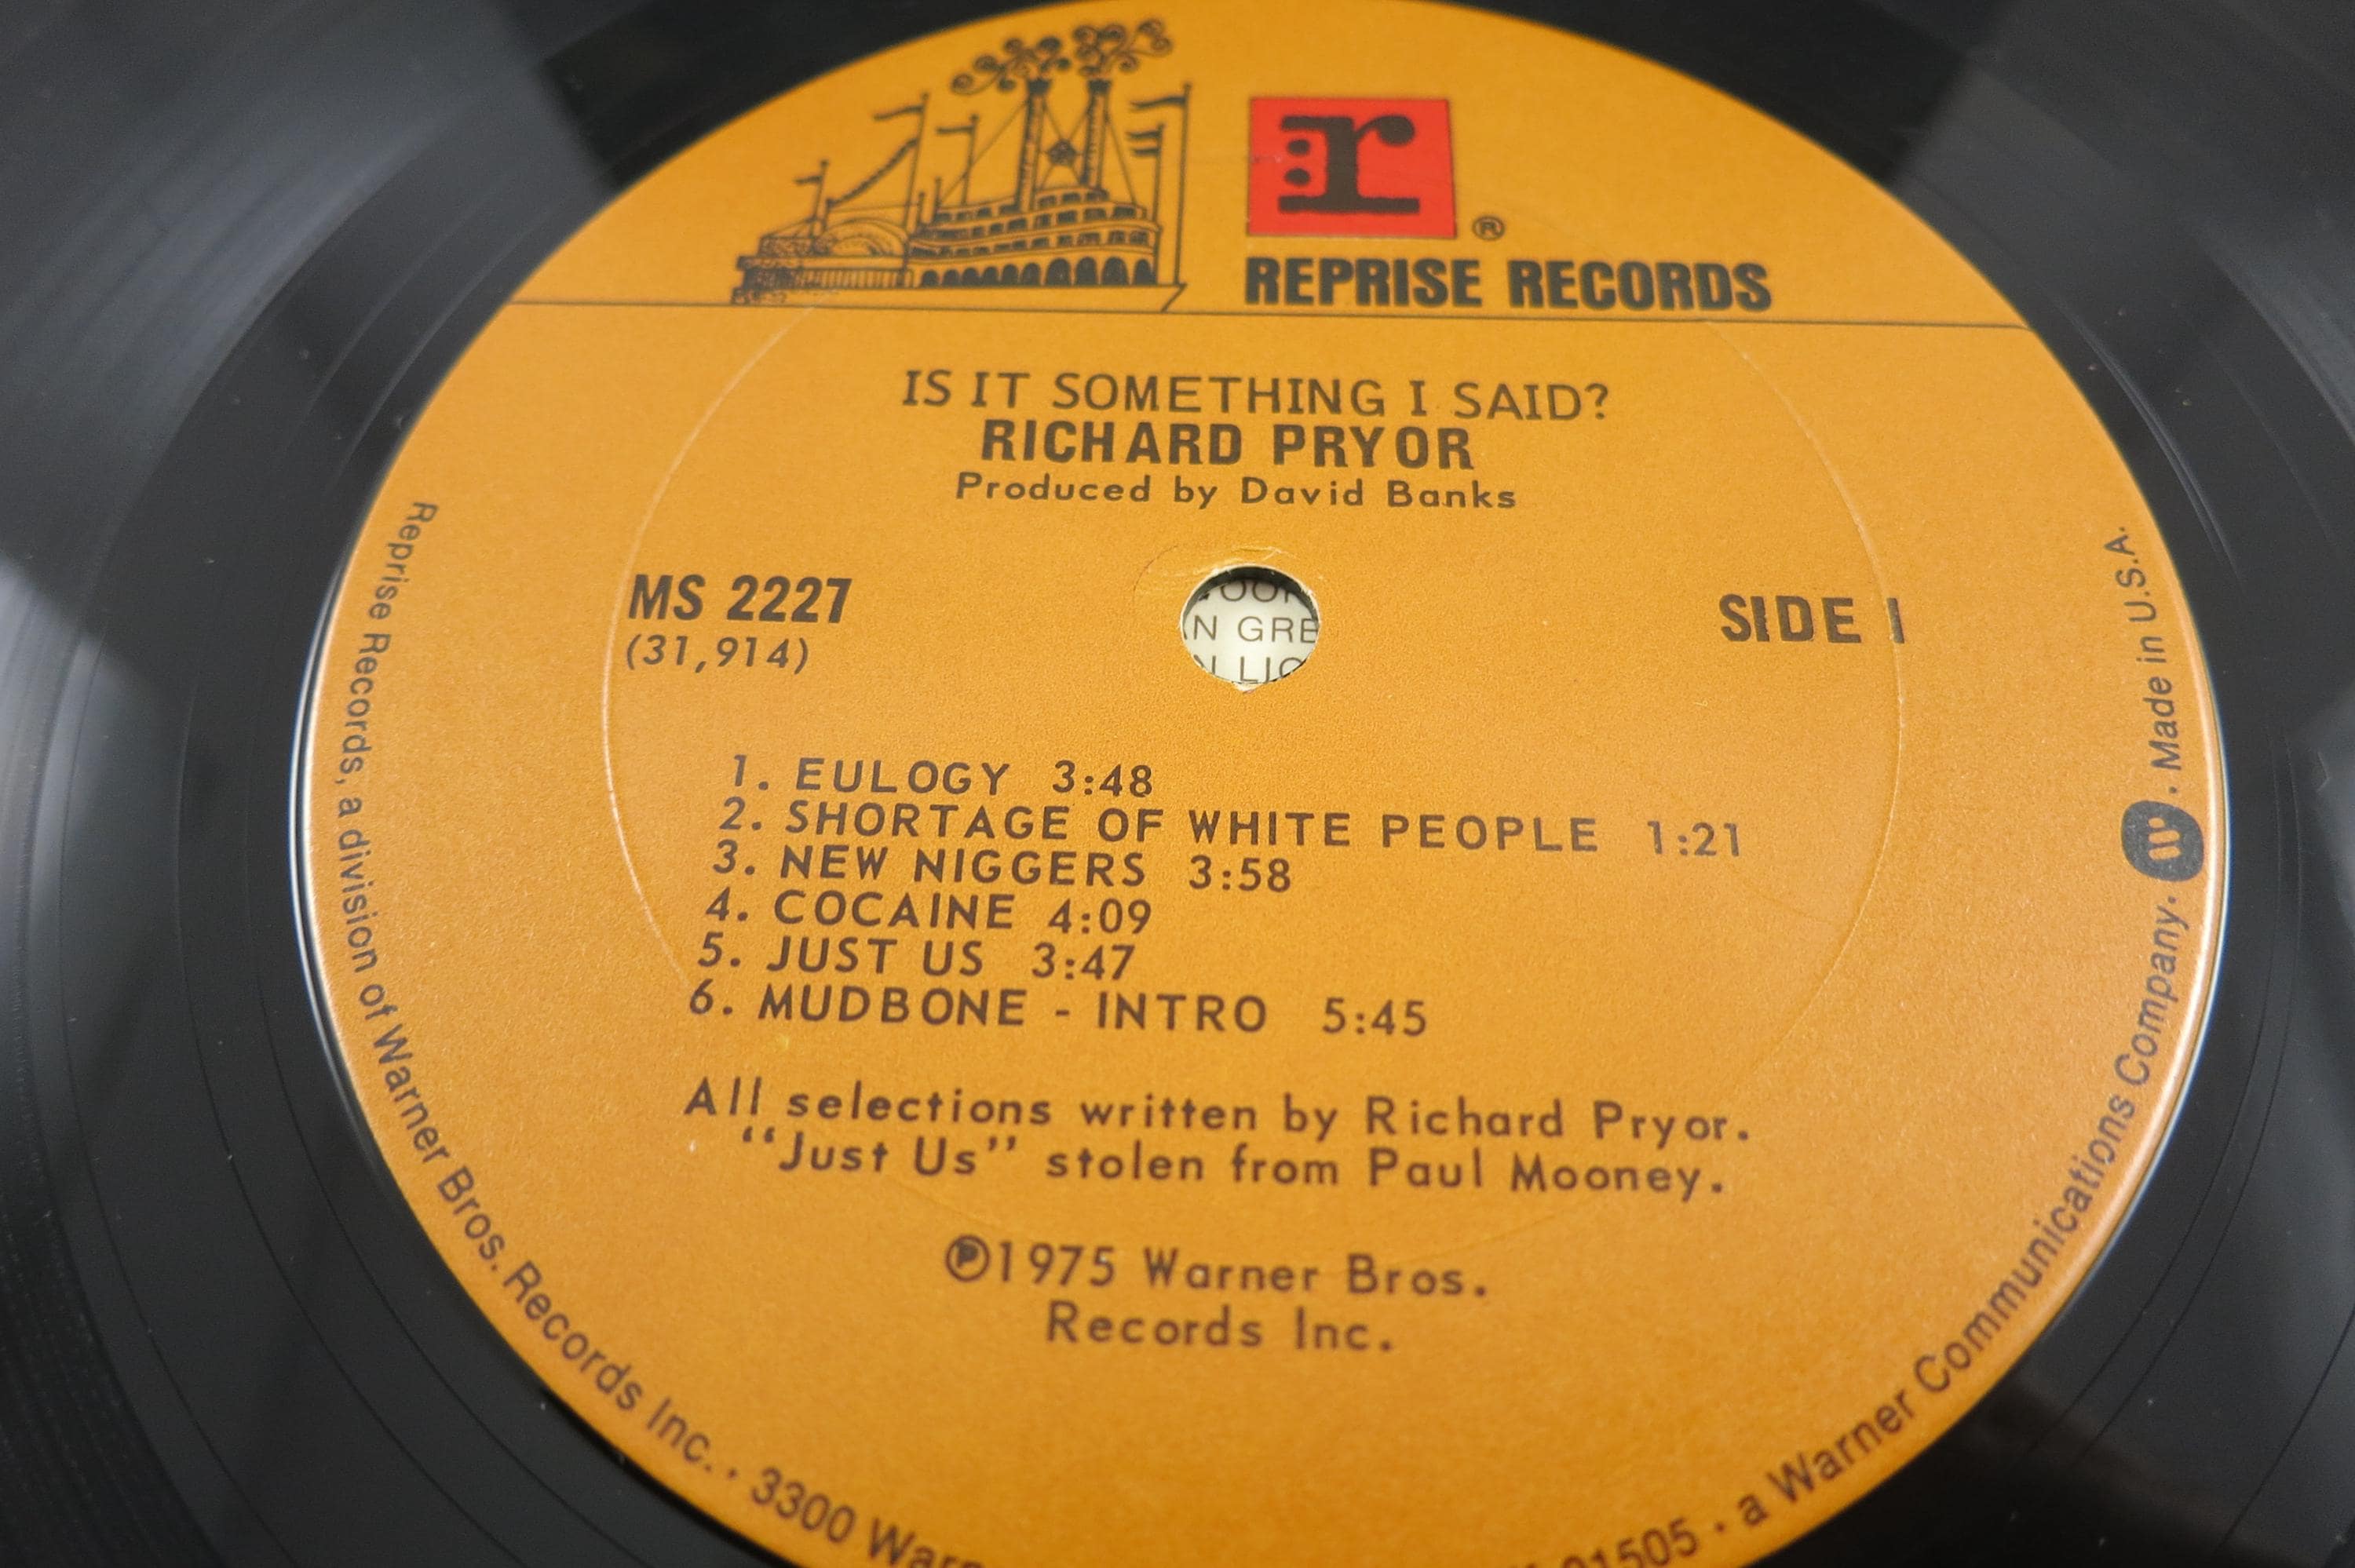 r ®
REPRISE RECORDS
IS IT SOMETHING I SAID?
RICHARD PRYOR
Produced by David Banks
MS 2227
(31,914)
SIDE 1
N GRE
1. EULOGY 3:48
2. SHORTAGE OF WHITE PEOPLE 1:21
3. NEW NIGGERS 3:58
4. COCAINE 4:09
5. JUST US 3:47
6. MUDBONE - INTRO 5:45
All selections written by Richard Pryor.
“Just Us” stolen from Paul Mooney.
℗1975 Warner Bros.
Records Inc.
Reprise Records, a division of Warner Bros. Records Inc. · 3300 Warn
91505 · a Warner Communications Company · W · Made in U.S.A.